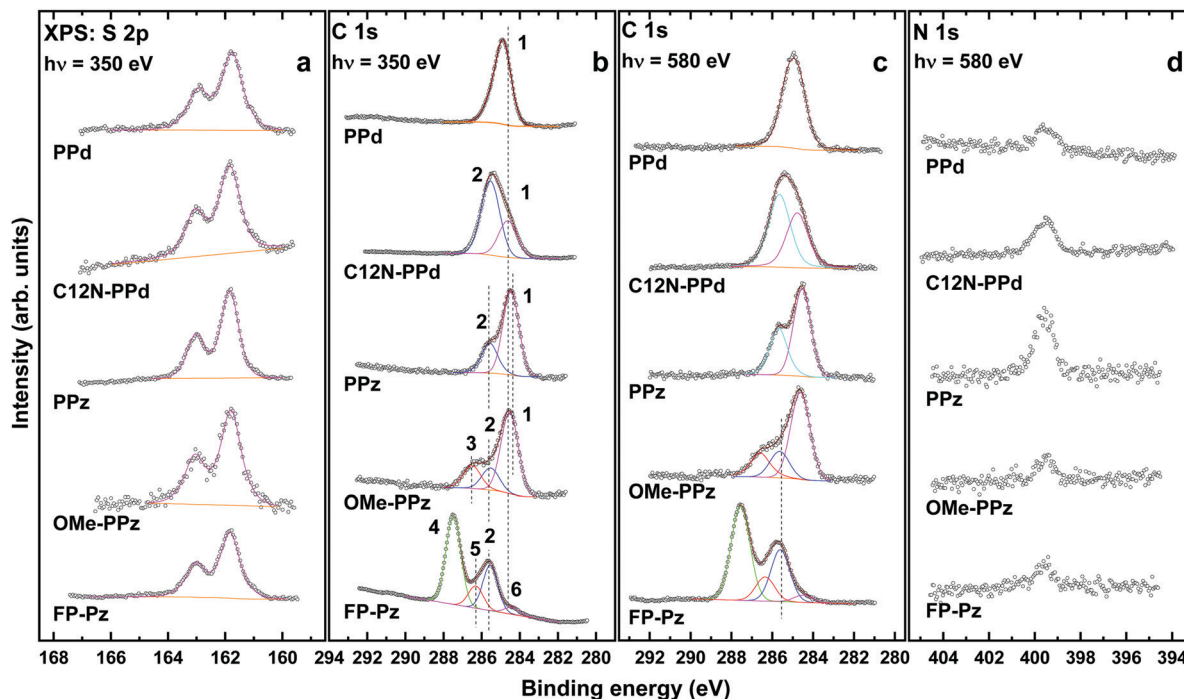 XPS: S 2p
hν = 350 eV
a
PPd
C12N-PPd
PPz
OMe-PPz
FP-Pz
168 166 164 162 160
C 1s
hν = 350 eV
b
1
PPd
2
1
C12N-PPd
1
2
PPz
1
2
3
OMe-PPz
4
5
2
6
FP-Pz
294 292 290 288 286 284 282 280
C 1s
hν = 580 eV
c
PPd
C12N-PPd
PPz
OMe-PPz
FP-Pz
292 290 288 286 284 282 280
N 1s
hν = 580 eV
d
PPd
C12N-PPd
PPz
OMe-PPz
FP-Pz
404 402 400 398 396 394
Intensity (arb. units)
Binding energy (eV)